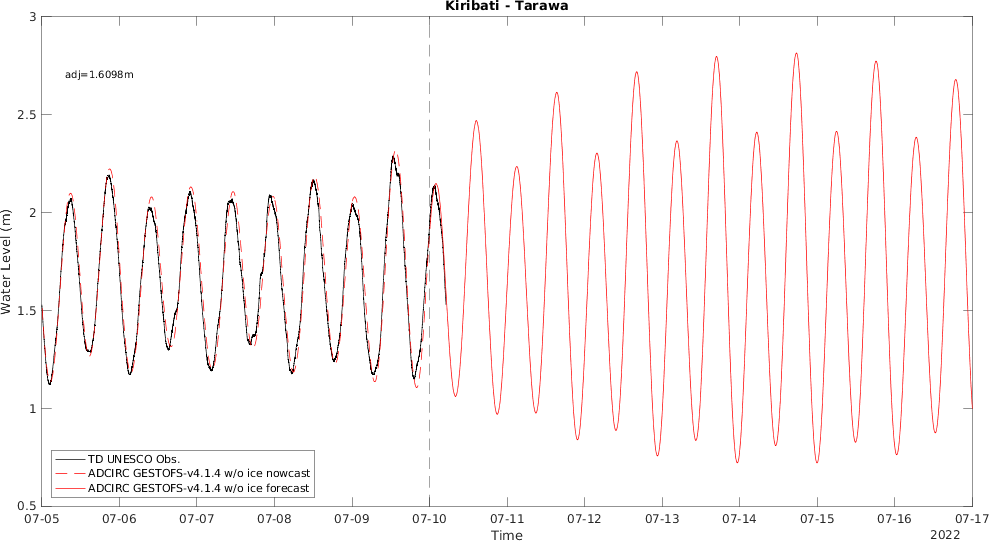 Kiribati - Tarawa
3
adj=1.6098m
2.5
2
Water Level (m)
1.5
1
TD UNESCO Obs.
ADCIRC GESTOFS-v4.1.4 w/o ice nowcast
ADCIRC GESTOFS-v4.1.4 w/o ice forecast
0.5
07-05 07-06 07-07 07-08 07-09 07-10 07-11 07-12 07-13 07-14 07-15 07-16 07-17
Time
2022